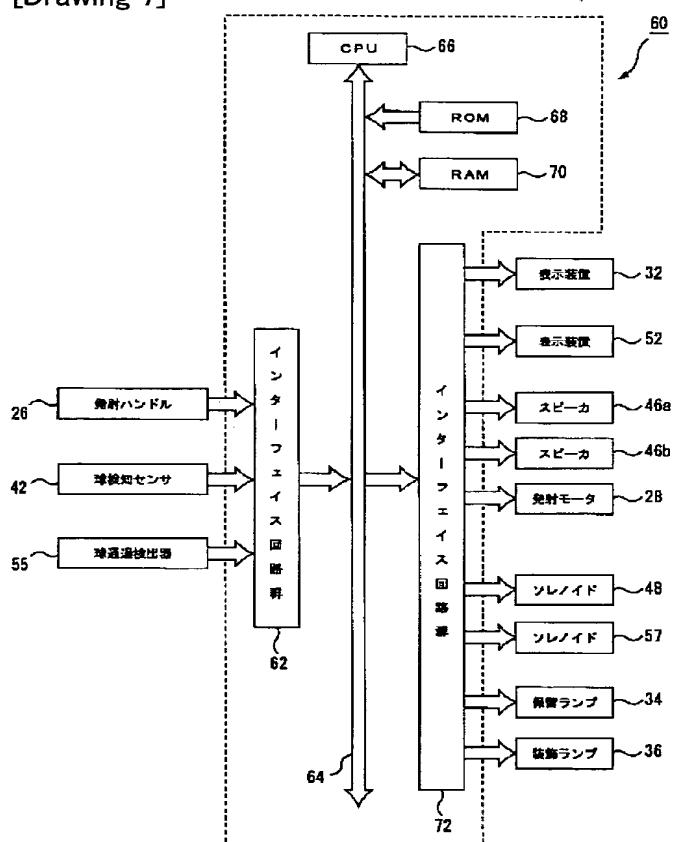 [Drawing 7]
60
CPU
66
ROM
68
RAM
70
表示装置
32
表示装置
52
スピーカ
46a
スピーカ
46b
発射モータ
28
ソレノイド
48
ソレノイド
57
保留ランプ
34
装飾ランプ
36
発射ハンドル
26
球検知センサ
42
球通過検出器
55
インターフェイス回路群
62
インターフェイス回路群
72
64